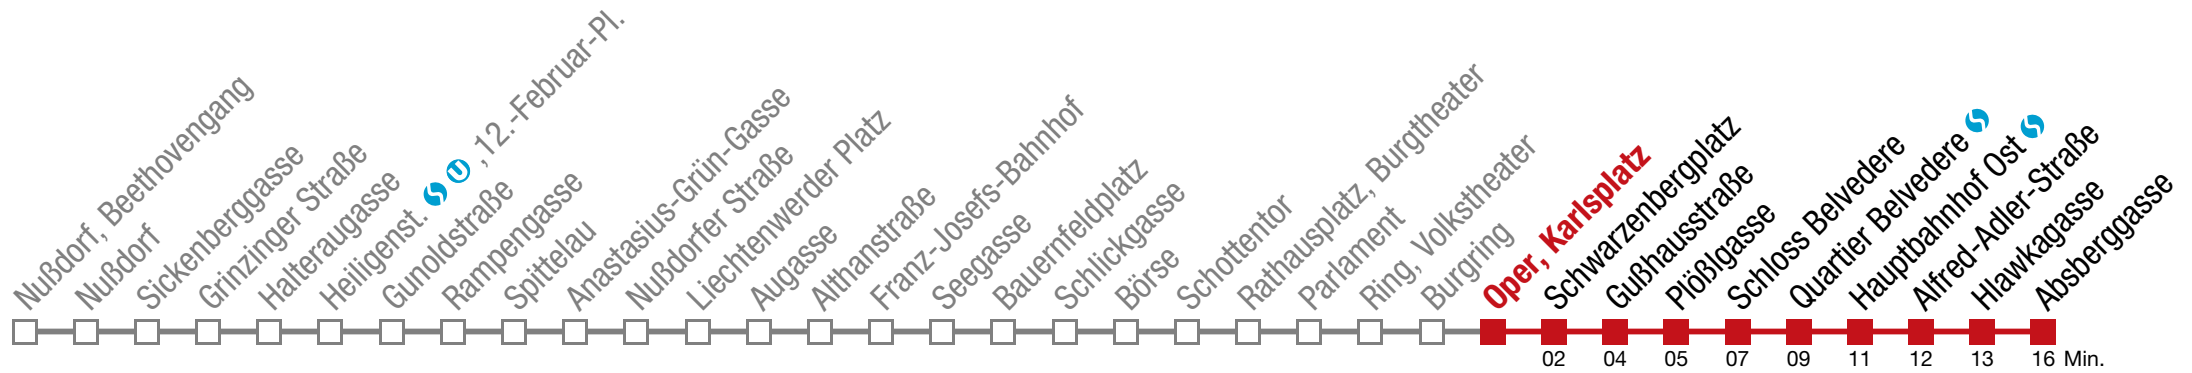 Nußdorf, Beethovengang
Nußdorf
Sickenberggasse
Grinzinger Straße
Halteraugasse
Heiligenst. S U , 12.-Februar-Pl.
Gunoldstraße
Rampengasse
Spittelau
Anastasius-Grün-Gasse
Nußdorfer Straße
Liechtenwerder Platz
Augasse
Althanstraße
Franz-Josefs-Bahnhof
Seegasse
Bauernfeldplatz
Schlickgasse
Börse
Schottentor
Rathausplatz, Burgtheater
Parlament
Ring, Volkstheater
Burgring
Oper, Karlsplatz
Schwarzenbergplatz
Gußhausstraße
Plößlgasse
Schloss Belvedere
Quartier Belvedere S
Hauptbahnhof Ost S
Alfred-Adler-Straße
Hlawkagasse
Absberggasse
02 04 05 07 09 11 12 13 16 Min.